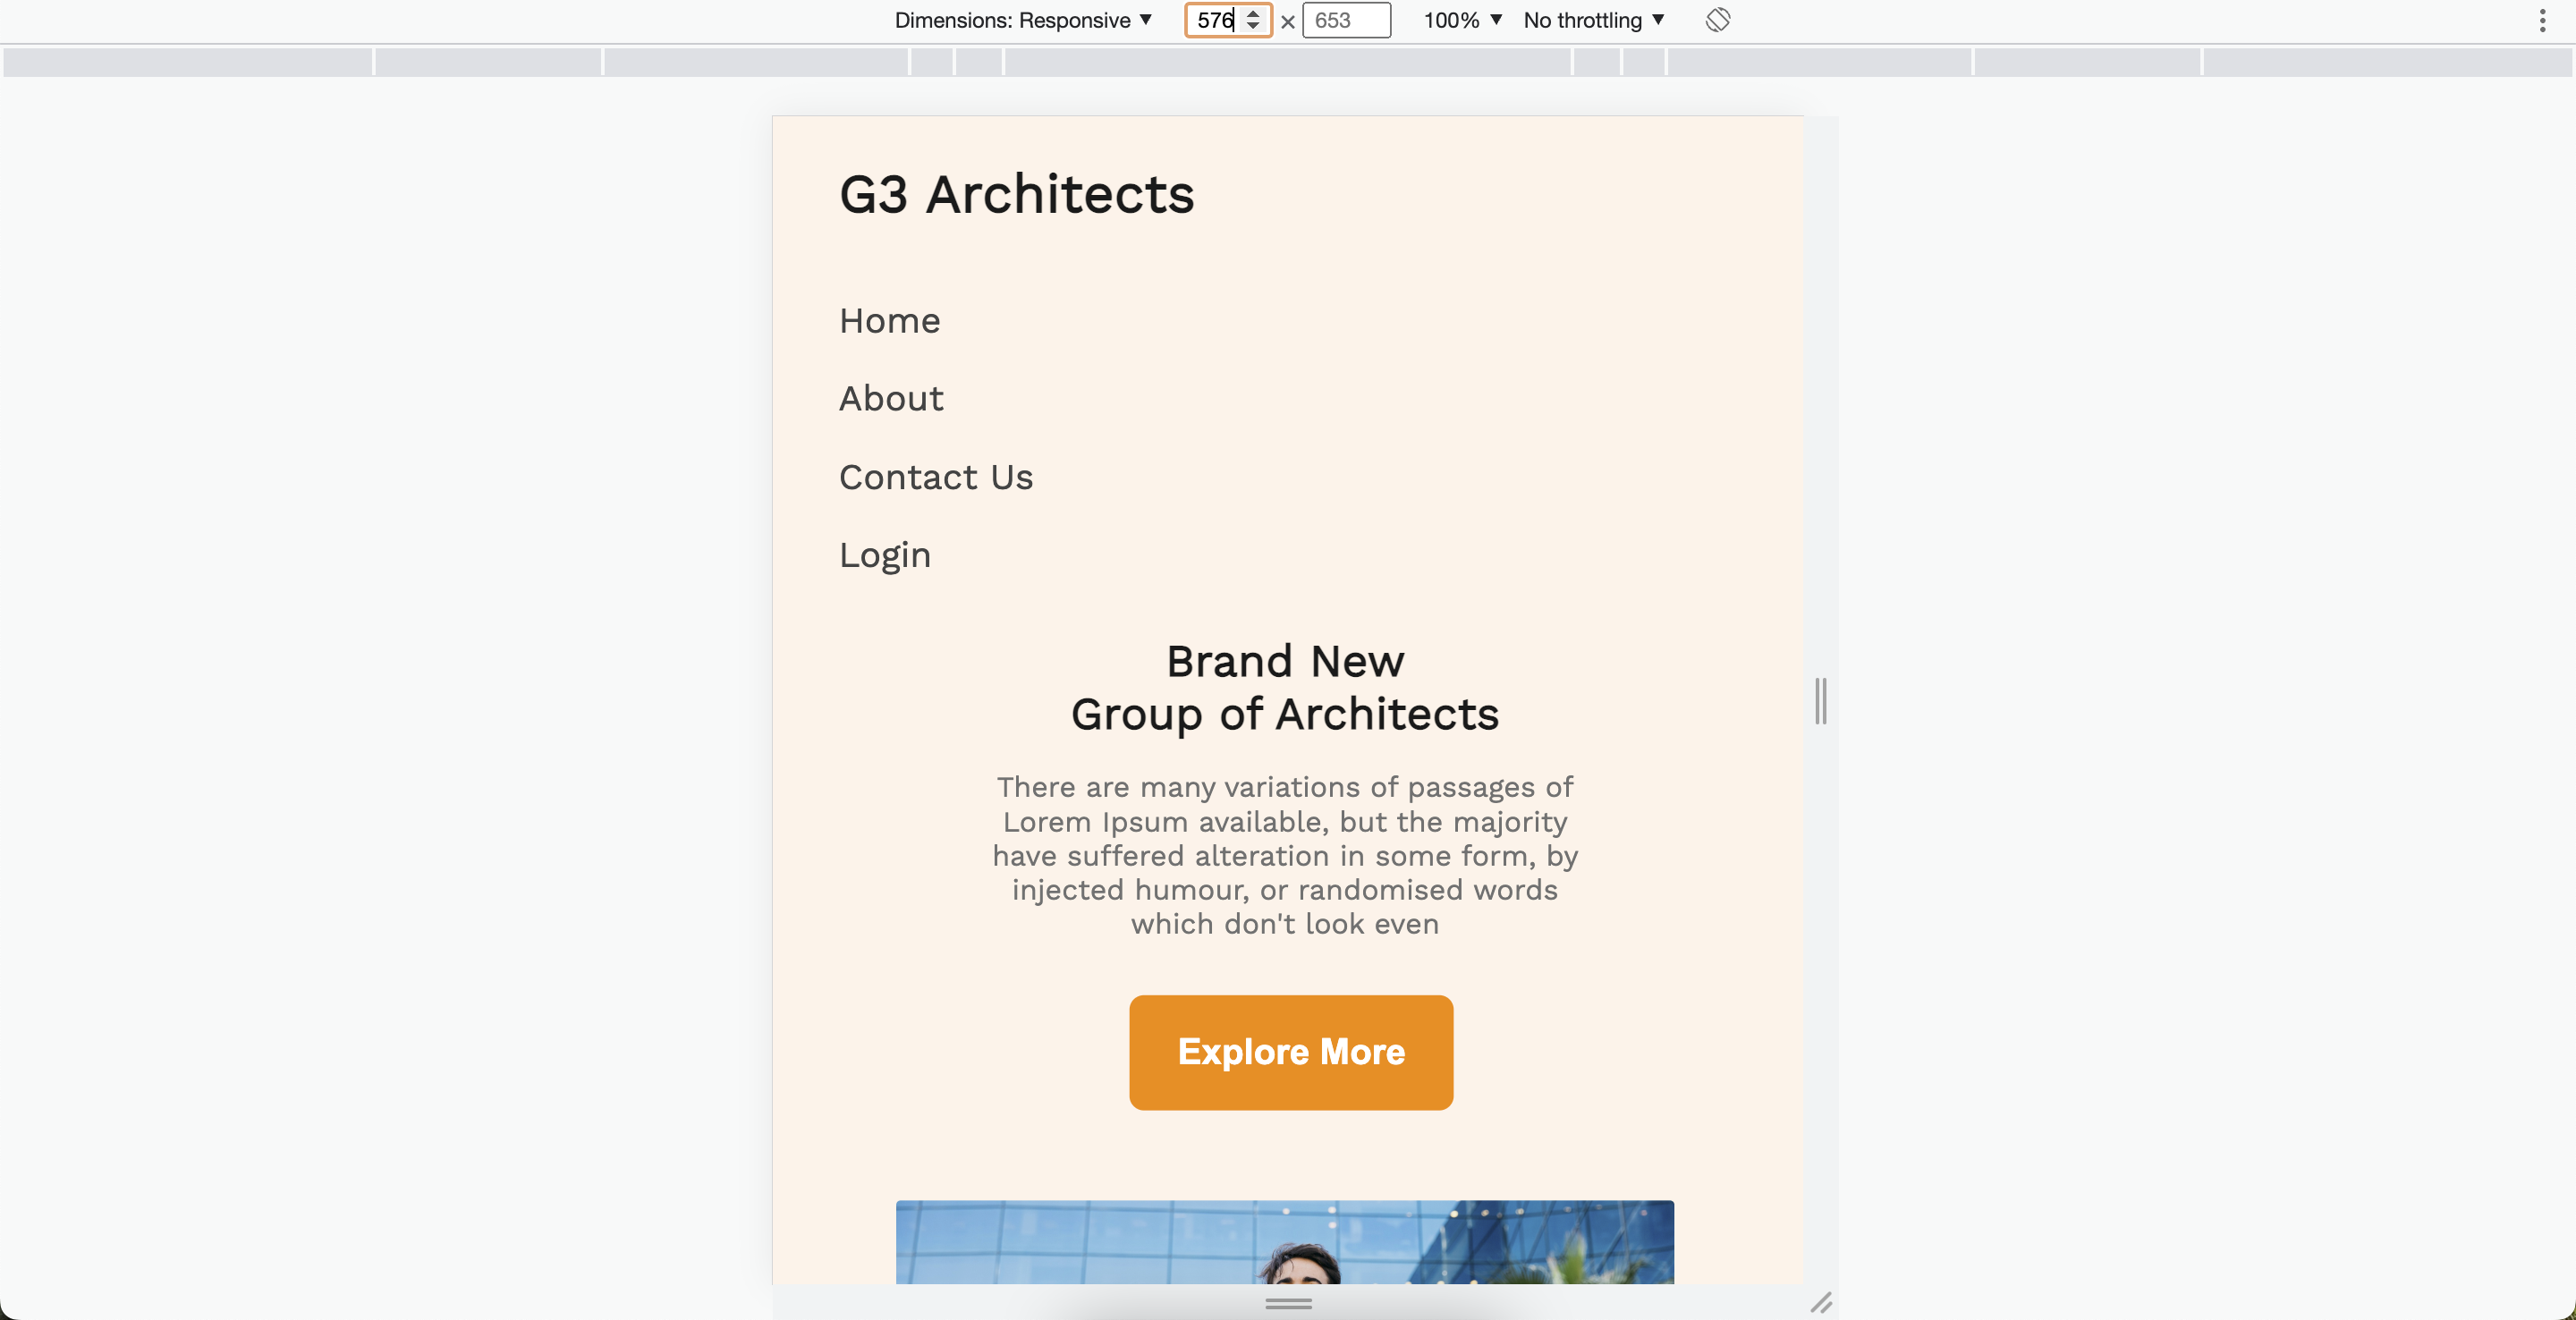 Dimensions: Responsive ▼ 576 × 653 100% ▼ No throttling ▼
G3 Architects
Home
About
Contact Us
Login
Brand New
Group of Architects
There are many variations of passages of
Lorem Ipsum available, but the majority
have suffered alteration in some form, by
injected humour, or randomised words
which don't look even
Explore More